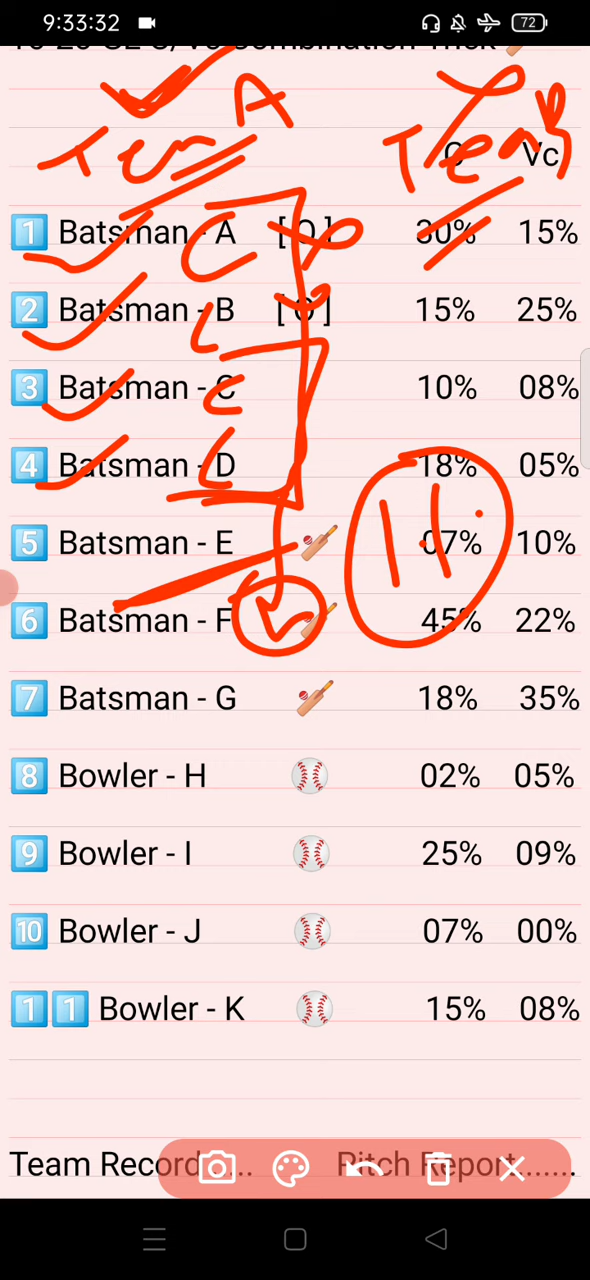 9:33:32 72
Team A Team B
C Vc
1 Batsman - A [ O ] 30% 15%
2 Batsman - B [ O ] 15% 25%
3 Batsman - C 10% 08%
4 Batsman - D 18% 05%
5 Batsman - E 07% 10%
6 Batsman - F 45% 22%
7 Batsman - G 18% 35%
8 Bowler - H 02% 05%
9 Bowler - I 25% 09%
10 Bowler - J 07% 00%
1 1 Bowler - K 15% 08%
Team Record...... Pitch Report.......